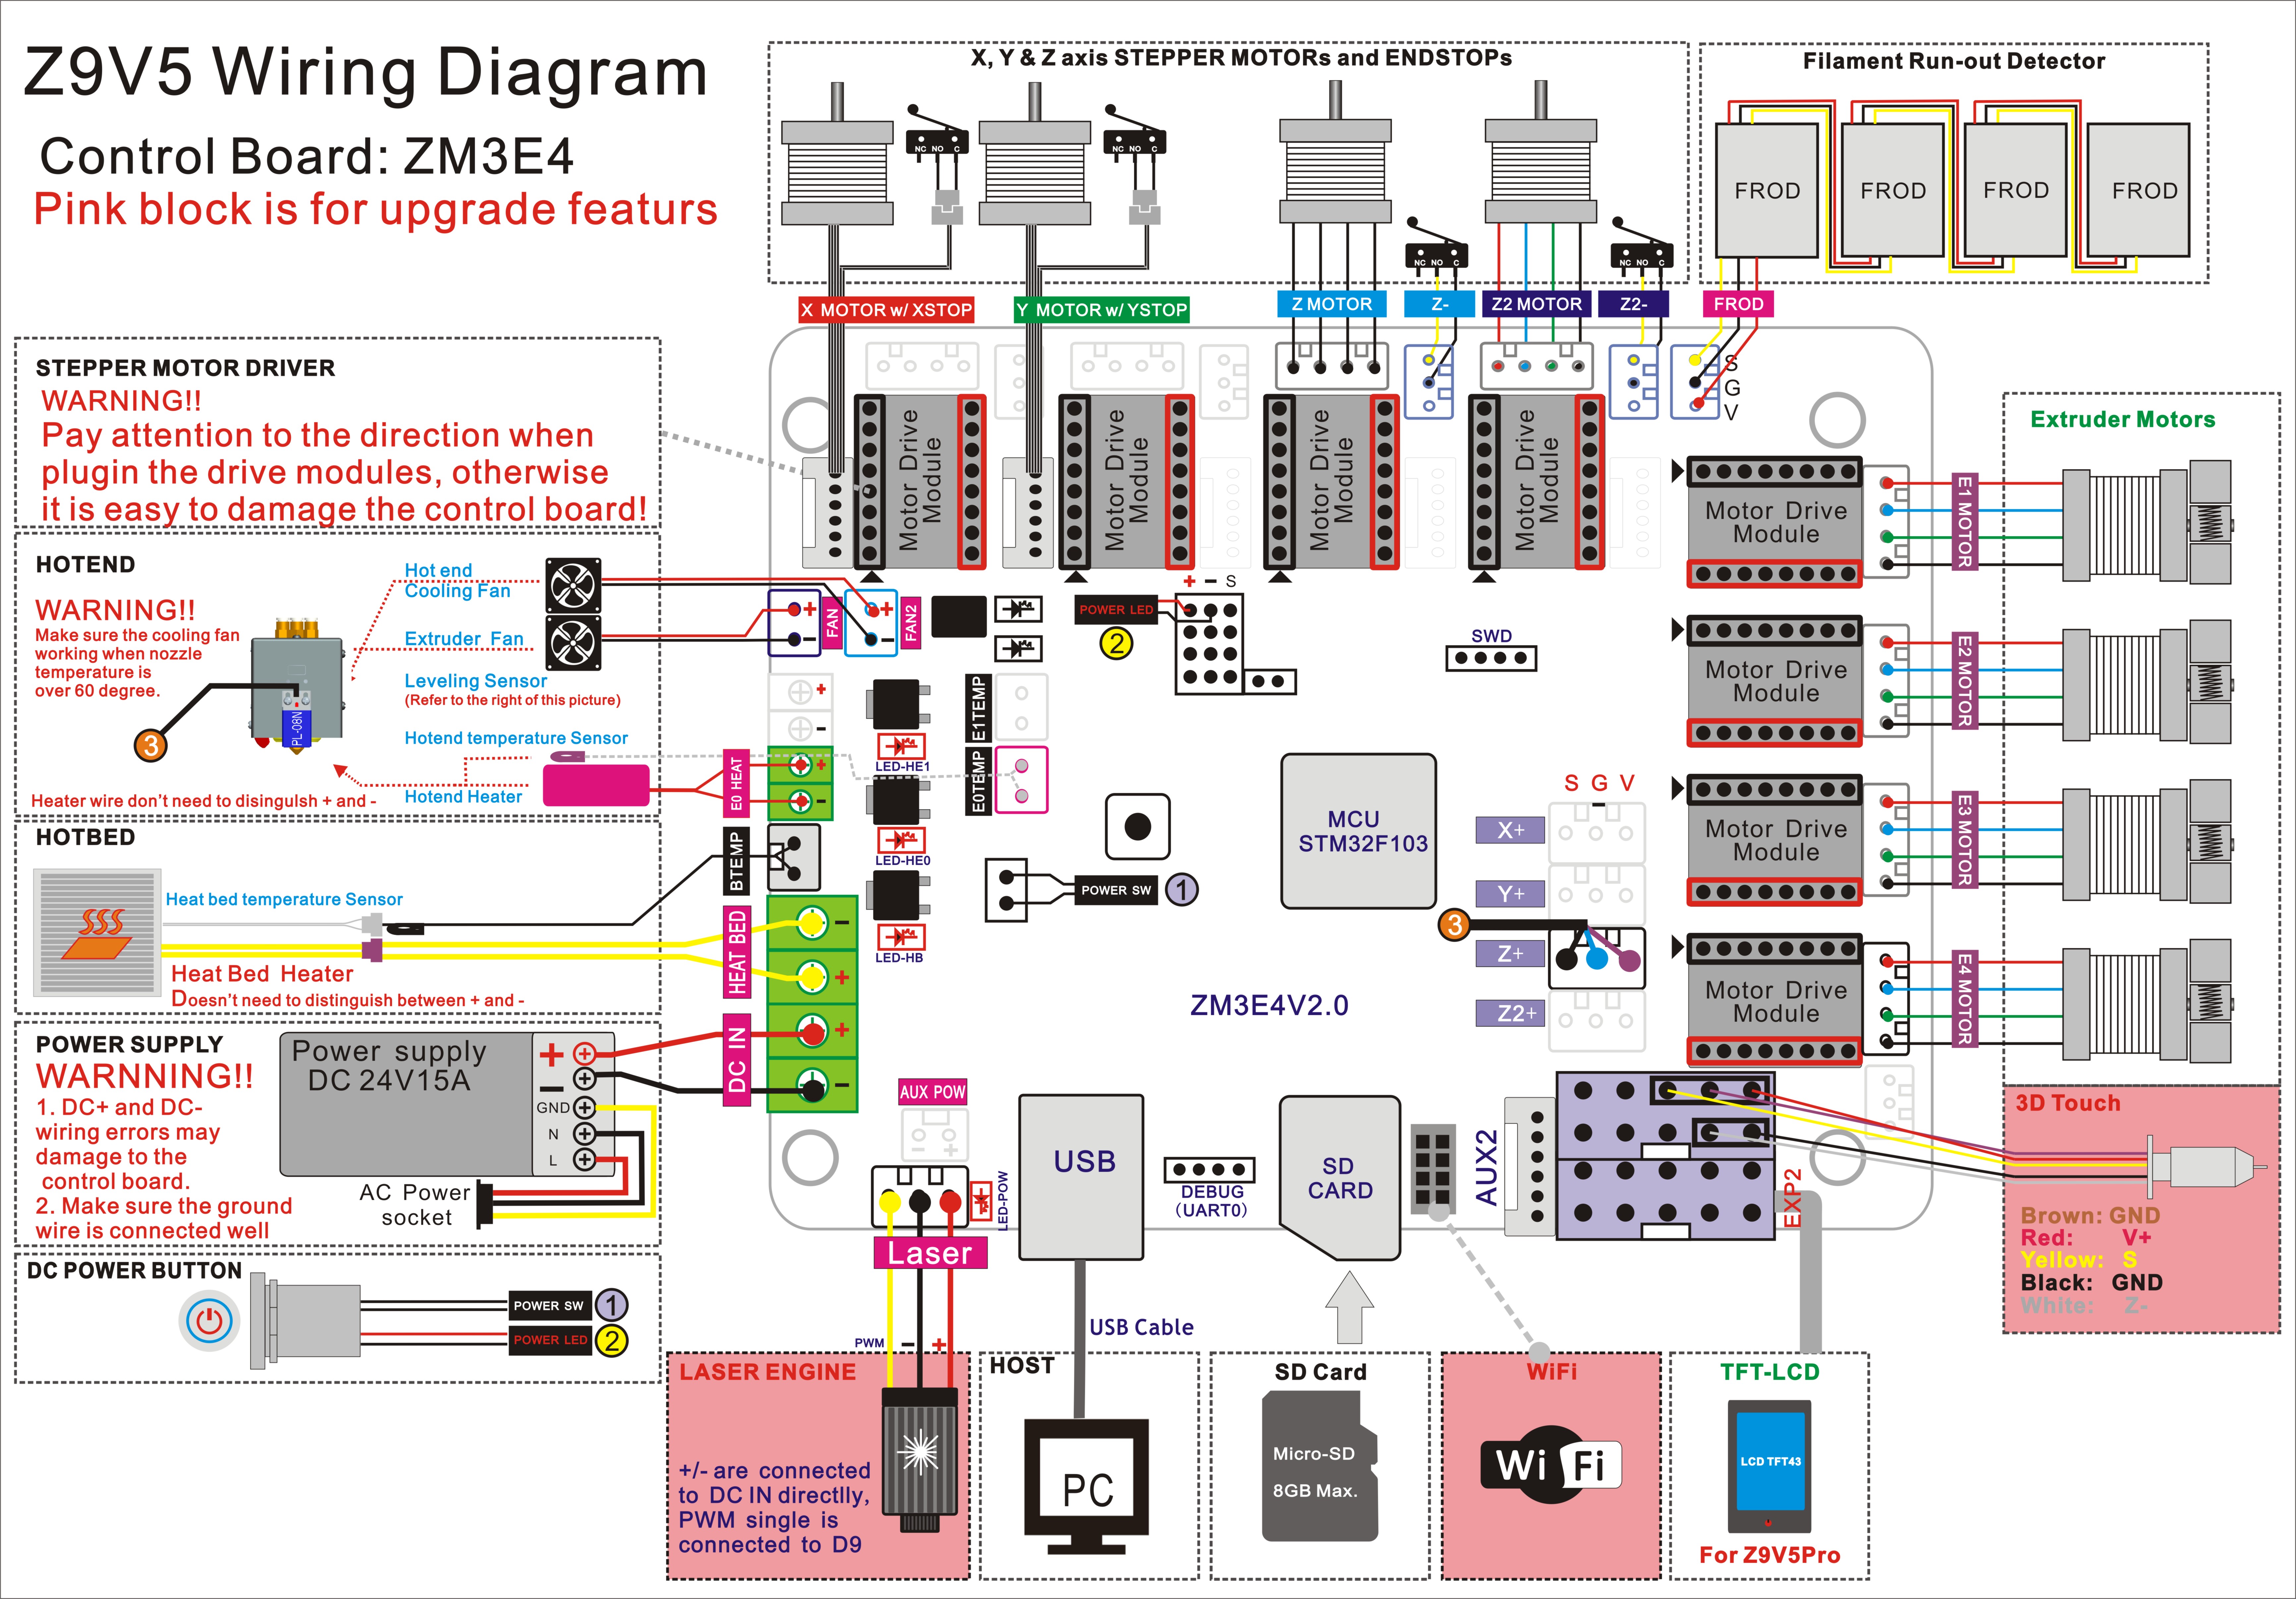 Z9V5 Wiring Diagram
Control Board: ZM3E4
Pink block is for upgrade featurs
X, Y & Z axis STEPPER MOTORs and ENDSTOPs
NC NO C
NC NO C
NC NO C
NC NO C
X MOTOR w/ XSTOP
Y MOTOR w/ YSTOP
Z MOTOR
Z-
Z2 MOTOR
Z2-
Filament Run-out Detector
FROD
FROD
FROD
FROD
FROD
S
G
V
STEPPER MOTOR DRIVER
WARNING!!
Pay attention to the direction when
plugin the drive modules, otherwise
it is easy to damage the control board!
Motor Drive
Module
Motor Drive
Module
Motor Drive
Module
Motor Drive
Module
HOTEND
WARNING!!
Make sure the cooling fan
working when nozzle
temperature is
over 60 degree.
Hot end
Cooling Fan
Extruder Fan
Leveling Sensor
(Refer to the right of this picture)
PL-08N
3
Hotend temperature Sensor
Hotend Heater
Heater wire don't need to disingulsh + and -
+
-
FAN
+
-
FAN2
+
-
+
-
E0 HEAT
E1TEMP
E0TEMP
LED-HE1
LED-HE0
LED-HB
+ - S
POWER LED
2
SWD
HOTBED
Heat bed temperature Sensor
Heat Bed Heater
Doesn't need to distinguish between + and -
BTEMP
HEAT BED
-
+
DC IN
+
-
POWER SW
1
MCU
STM32F103
ZM3E4V2.0
S G V
X+
Y+
3
Z+
Z2+
Extruder Motors
Motor Drive
Module
E1 MOTOR
Motor Drive
Module
E2 MOTOR
Motor Drive
Module
E3 MOTOR
Motor Drive
Module
E4 MOTOR
POWER SUPPLY
WARNNING!!
1. DC+ and DC-
wiring errors may
damage to the
control board.
2. Make sure the ground
wire is connected well
Power supply
DC 24V15A
+
-
GND
N
L
AC Power
socket
DC POWER BUTTON
POWER SW
1
POWER LED
2
AUX POW
- +
LED-POW
Laser
PWM - +
USB
DEBUG
(UART0)
SD
CARD
AUX2
EXP2
USB Cable
3D Touch
Brown: GND
Red: V+
Yellow: S
Black: GND
White: Z-
LASER ENGINE
+/- are connected
to DC IN directlly,
PWM single is
connected to D9
HOST
PC
SD Card
Micro-SD
8GB Max.
WiFi
Wi Fi
TFT-LCD
LCD TFT43
For Z9V5Pro